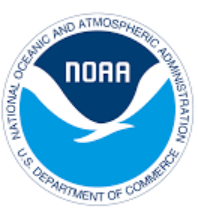 NATIONAL OCEANIC AND ATMOSPHERIC ADMINISTRATION
NOAA
U.S. DEPARTMENT OF COMMERCE